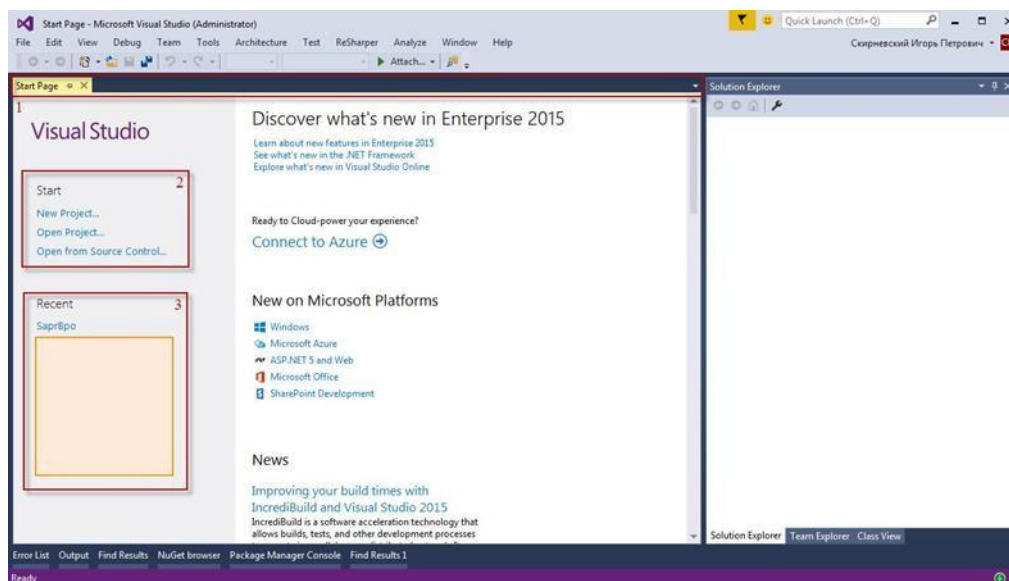 Start Page - Microsoft Visual Studio (Administrator)
Quick Launch (Ctrl+Q)
File Edit View Debug Team Tools Architecture Test ReSharper Analyze Window Help
Скирневский Игорь Петрович
Attach...
Start Page
1
Visual Studio
2
Start
New Project...
Open Project...
Open from Source Control...
3
Recent
Sapr8po
Discover what's new in Enterprise 2015
Learn about new features in Enterprise 2015
See what's new in the .NET Framework
Explore what's new in Visual Studio Online
Ready to Cloud-power your experience?
Connect to Azure
New on Microsoft Platforms
Windows
Microsoft Azure
ASP.NET 5 and Web
Microsoft Office
SharePoint Development
News
Improving your build times with
IncrediBuild and Visual Studio 2015
IncrediBuild is a software acceleration technology that
allows builds, tests, and other development processes
Solution Explorer
Solution Explorer Team Explorer Class View
Error List Output Find Results NuGet browser Package Manager Console Find Results 1
Ready